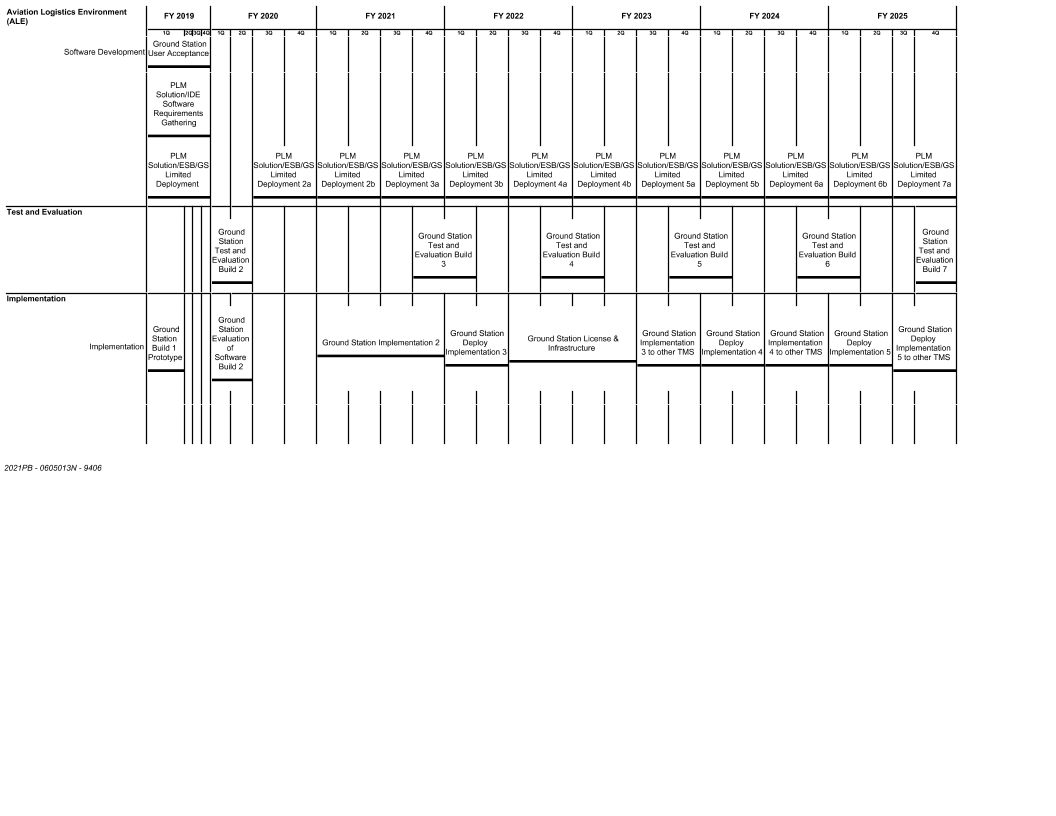 Aviation Logistics Environment
(ALE)
FY 2019
FY 2020
FY 2021
FY 2022
FY 2023
FY 2024
FY 2025
1Q 2Q 3Q 4Q 1Q 2Q 3Q 4Q 1Q 2Q 3Q 4Q 1Q 2Q 3Q 4Q 1Q 2Q 3Q 4Q 1Q 2Q 3Q 4Q 1Q 2Q 3Q 4Q
Software Development
Ground Station
User Acceptance
PLM
Solution/IDE
Software
Requirements
Gathering
PLM
Solution/ESB/GS
Limited
Deployment
PLM
Solution/ESB/GS
Limited
Deployment 2a
PLM
Solution/ESB/GS
Limited
Deployment 2b
PLM
Solution/ESB/GS
Limited
Deployment 3a
PLM
Solution/ESB/GS
Limited
Deployment 3b
PLM
Solution/ESB/GS
Limited
Deployment 4a
PLM
Solution/ESB/GS
Limited
Deployment 4b
PLM
Solution/ESB/GS
Limited
Deployment 5a
PLM
Solution/ESB/GS
Limited
Deployment 5b
PLM
Solution/ESB/GS
Limited
Deployment 6a
PLM
Solution/ESB/GS
Limited
Deployment 6b
PLM
Solution/ESB/GS
Limited
Deployment 7a
Test and Evaluation
Ground
Station
Test and
Evaluation
Build 2
Ground Station
Test and
Evaluation Build
3
Ground Station
Test and
Evaluation Build
4
Ground Station
Test and
Evaluation Build
5
Ground Station
Test and
Evaluation Build
6
Ground
Station
Test and
Evaluation
Build 7
Implementation
Implementation
Ground
Station
Build 1
Prototype
Ground
Station
Evaluation
of
Software
Build 2
Ground Station Implementation 2
Ground Station
Deploy
Implementation 3
Ground Station License &
Infrastructure
Ground Station
Implementation
3 to other TMS
Ground Station
Deploy
Implementation 4
Ground Station
Implementation
4 to other TMS
Ground Station
Deploy
Implementation 5
Ground Station
Deploy
Implementation
5 to other TMS
2021PB - 0605013N - 9406